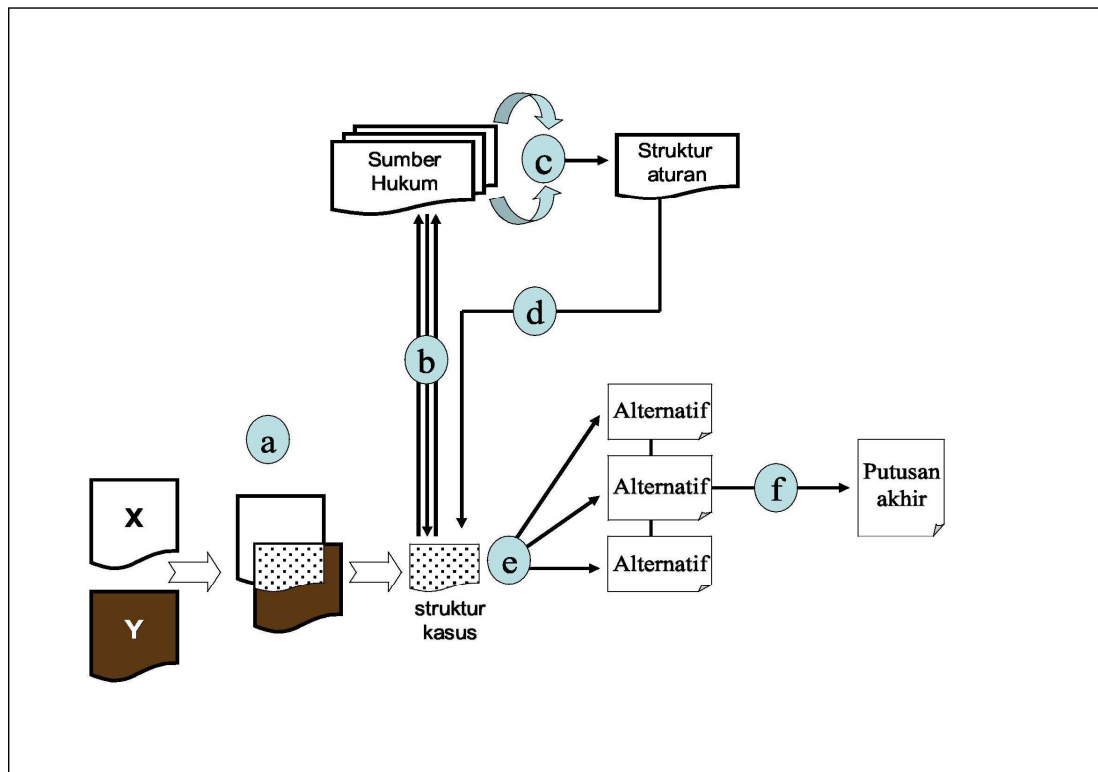 Sumber
Hukum
c
Struktur
aturan
d
b
a
X
Y
struktur
kasus
e
Alternatif
Alternatif
Alternatif
f
Putusan
akhir